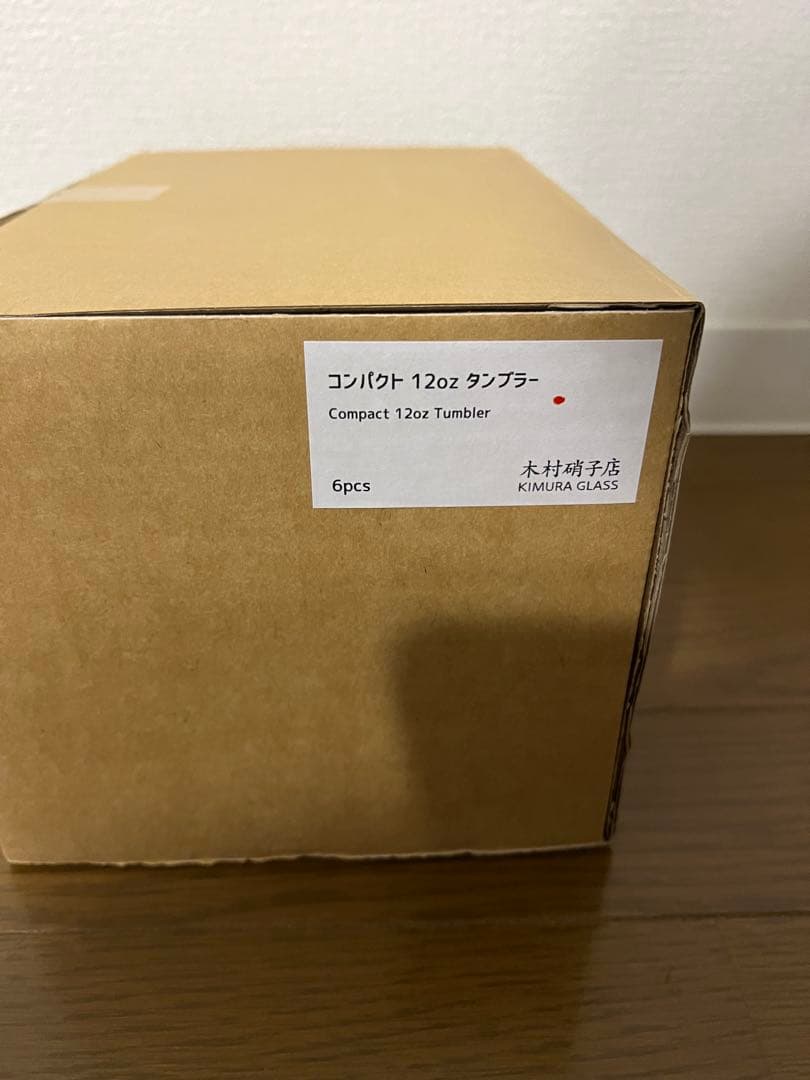 コンパクト 12oz タンブラー
Compact 12oz Tumbler
6pcs
木村硝子店
KIMURA GLASS